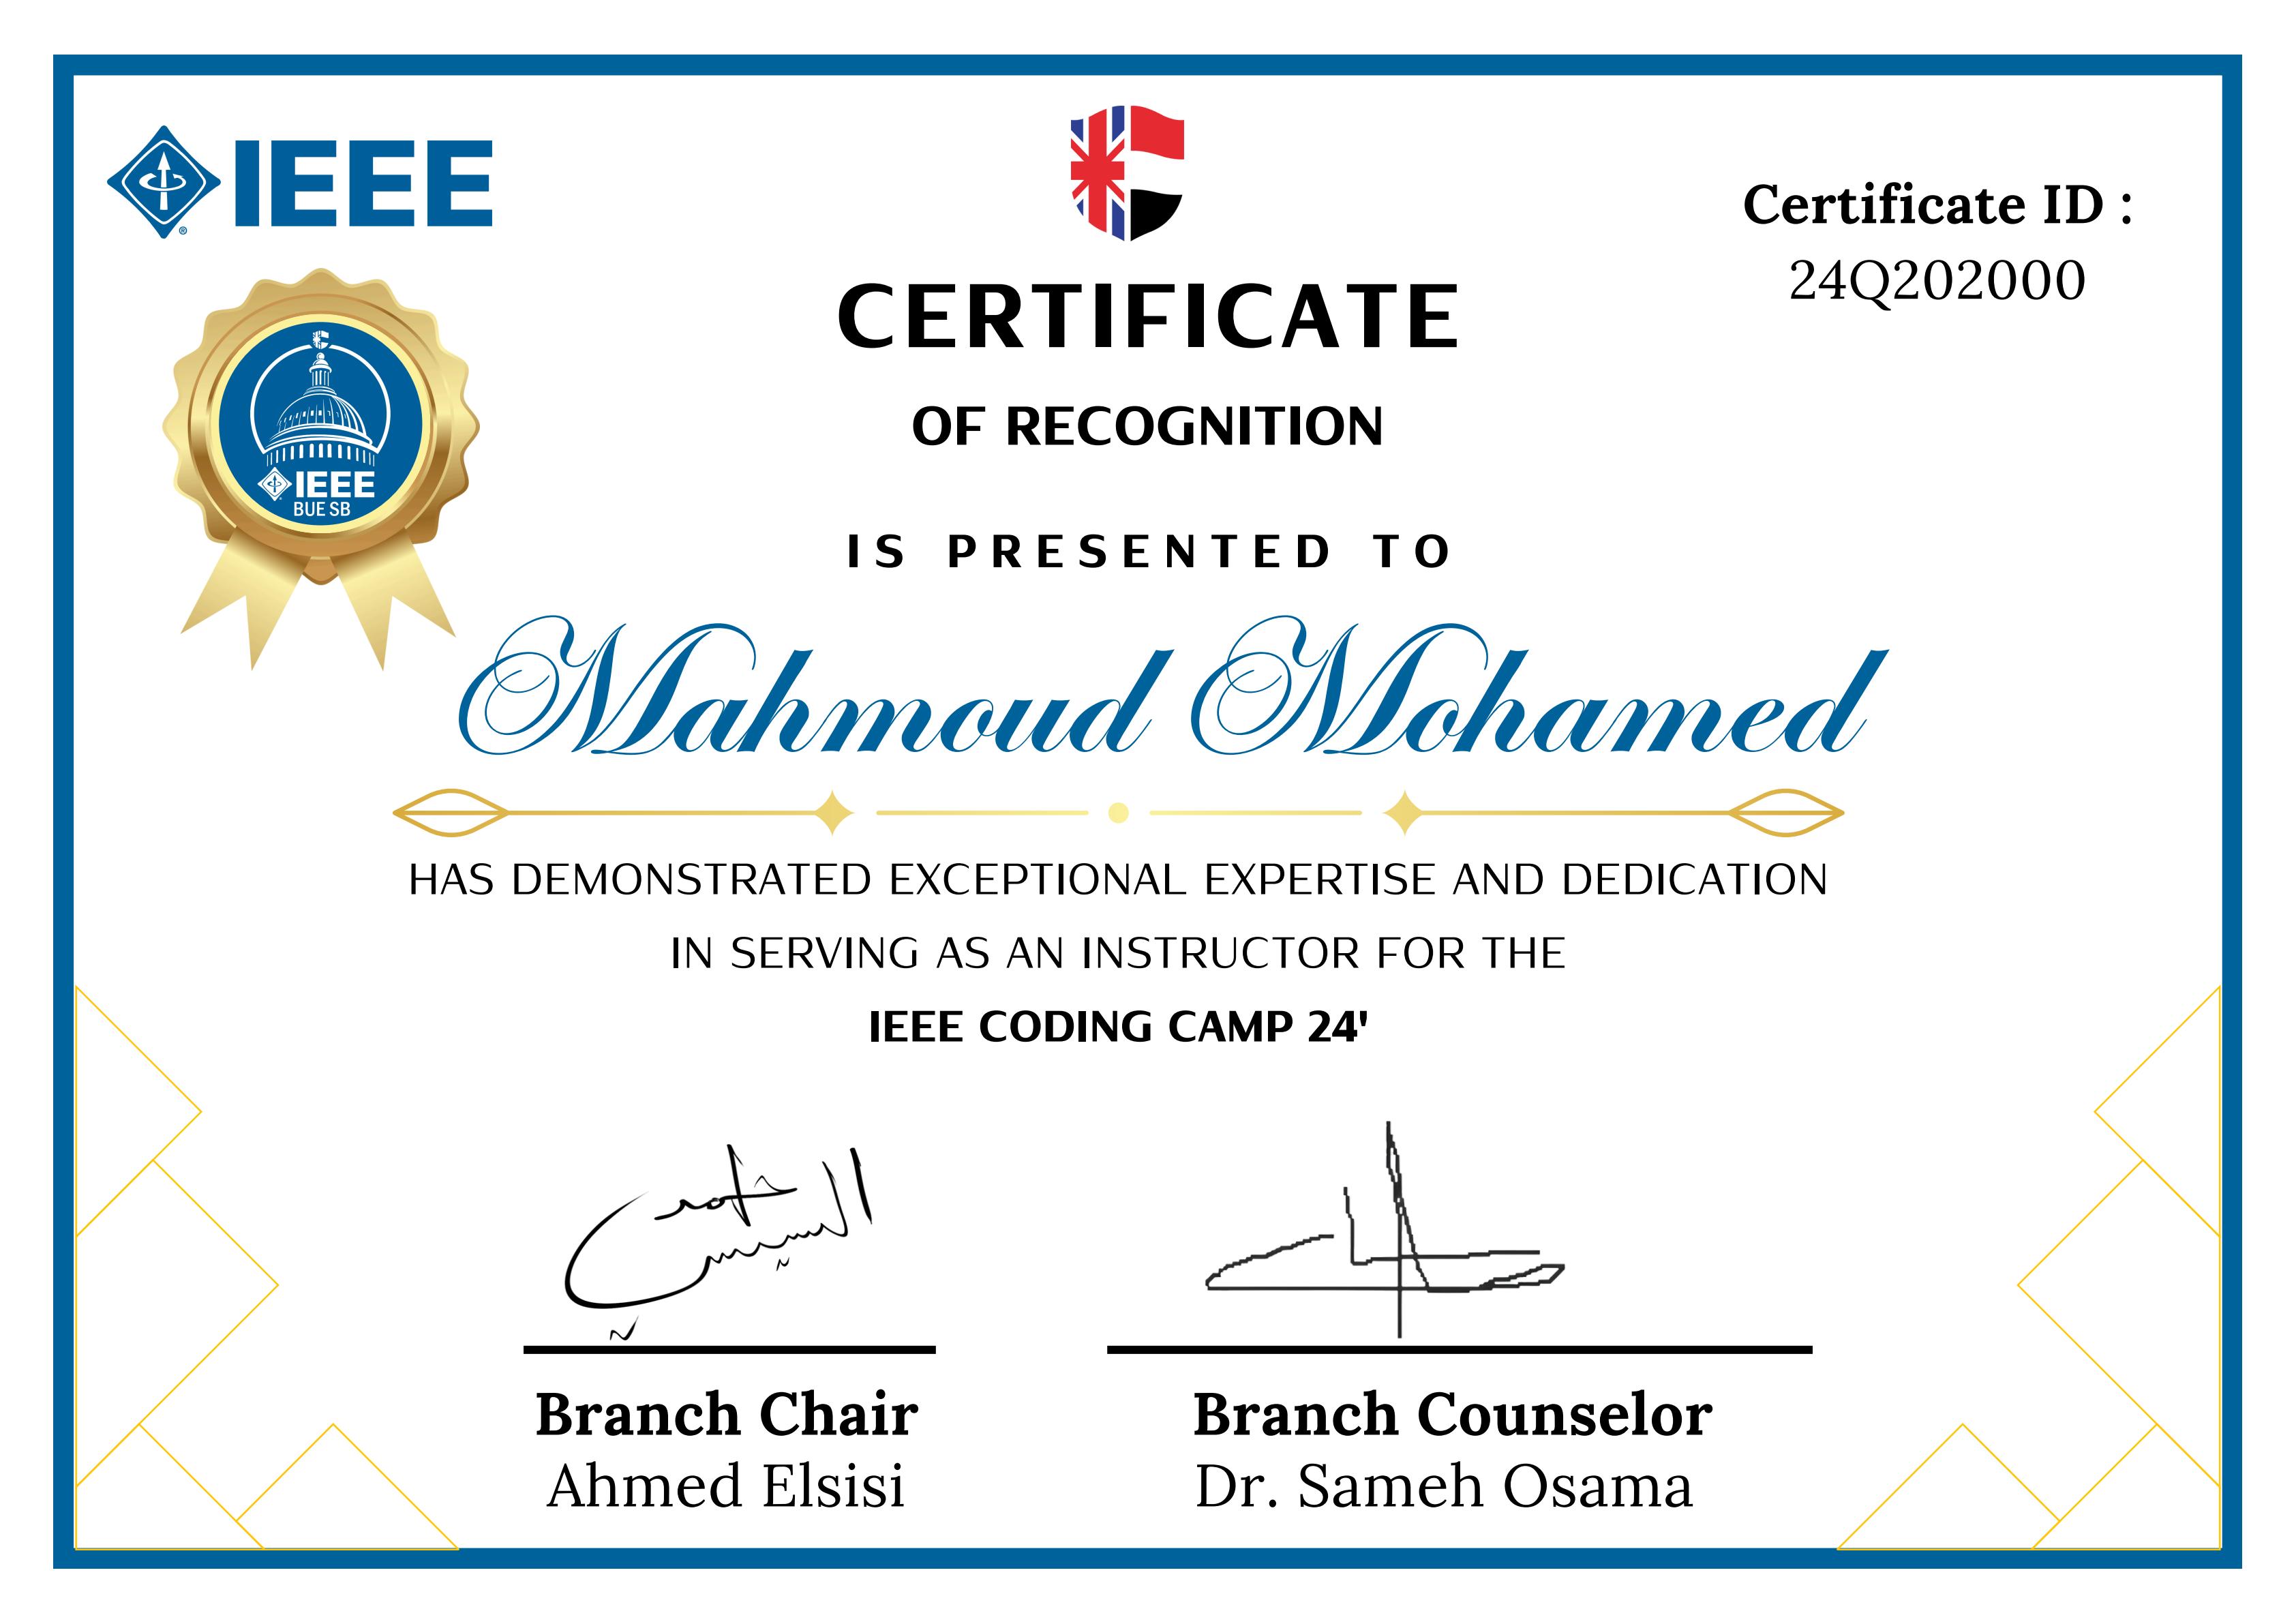 IEEE
Certificate ID :
24Q202000
CERTIFICATE
OF RECOGNITION
IEEE
BUE SB
IS PRESENTED TO
Mahmoud Mohamed
HAS DEMONSTRATED EXCEPTIONAL EXPERTISE AND DEDICATION
IN SERVING AS AN INSTRUCTOR FOR THE
IEEE CODING CAMP 24'
Branch Chair
Ahmed Elsisi
Branch Counselor
Dr. Sameh Osama